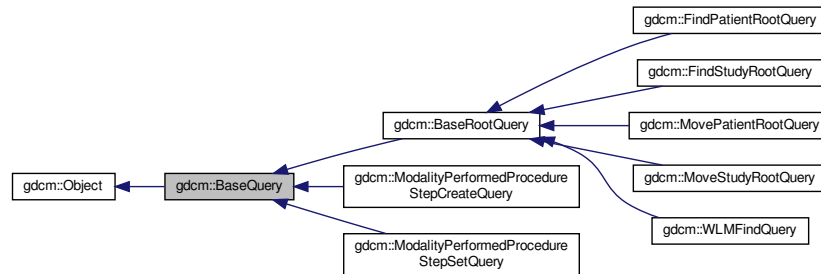 gdcm::FindPatientRootQuery
gdcm::FindStudyRootQuery
gdcm::BaseRootQuery
gdcm::MovePatientRootQuery
gdcm::MoveStudyRootQuery
gdcm::Object
gdcm::BaseQuery
gdcm::ModalityPerformedProcedure
StepCreateQuery
gdcm::WLMFindQuery
gdcm::ModalityPerformedProcedure
StepSetQuery